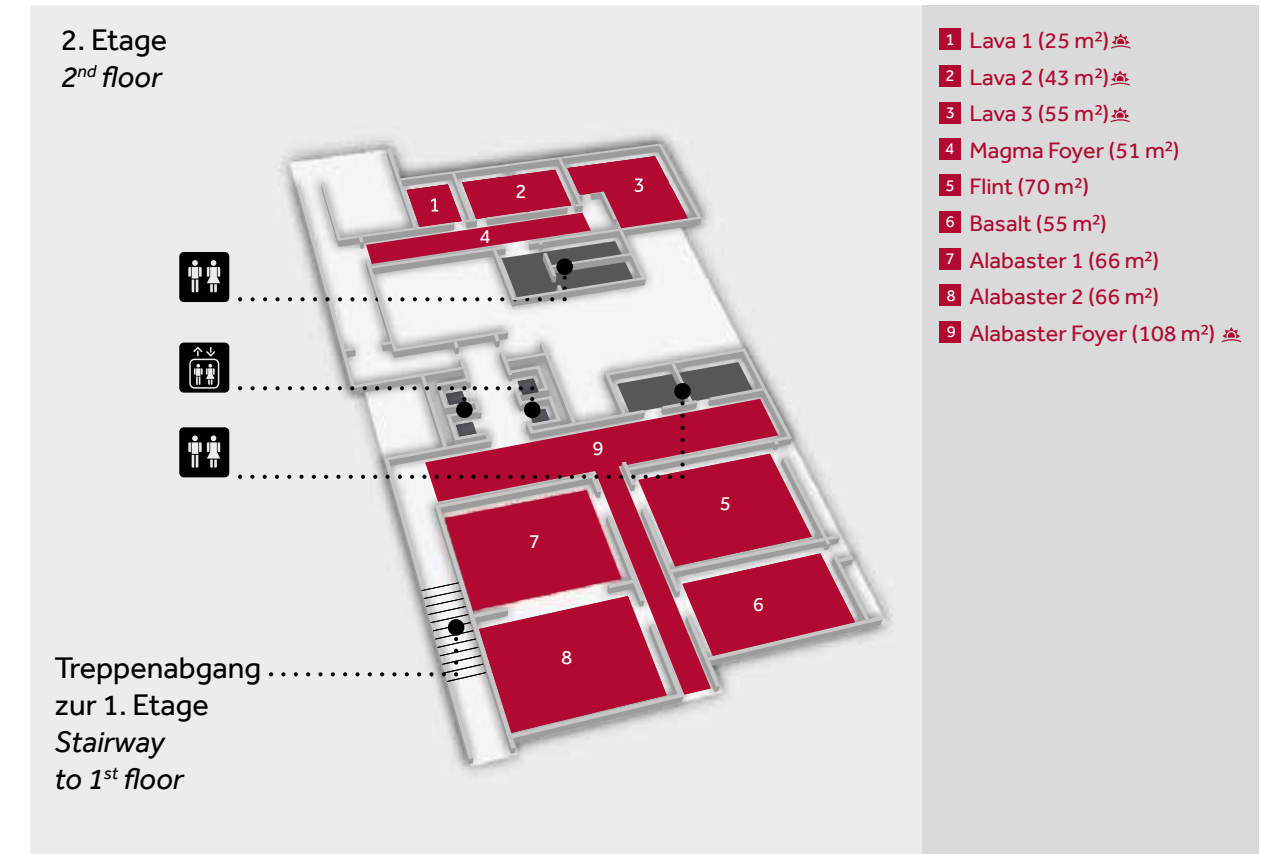 2. Etage
2nd floor
1 Lava 1 (25 m²)
2 Lava 2 (43 m²)
3 Lava 3 (55 m²)
4 Magma Foyer (51 m²)
5 Flint (70 m²)
6 Basalt (55 m²)
7 Alabaster 1 (66 m²)
8 Alabaster 2 (66 m²)
9 Alabaster Foyer (108 m²)
1
2
3
4
9
5
7
6
8
Treppenabgang
zur 1. Etage
Stairway
to 1st floor